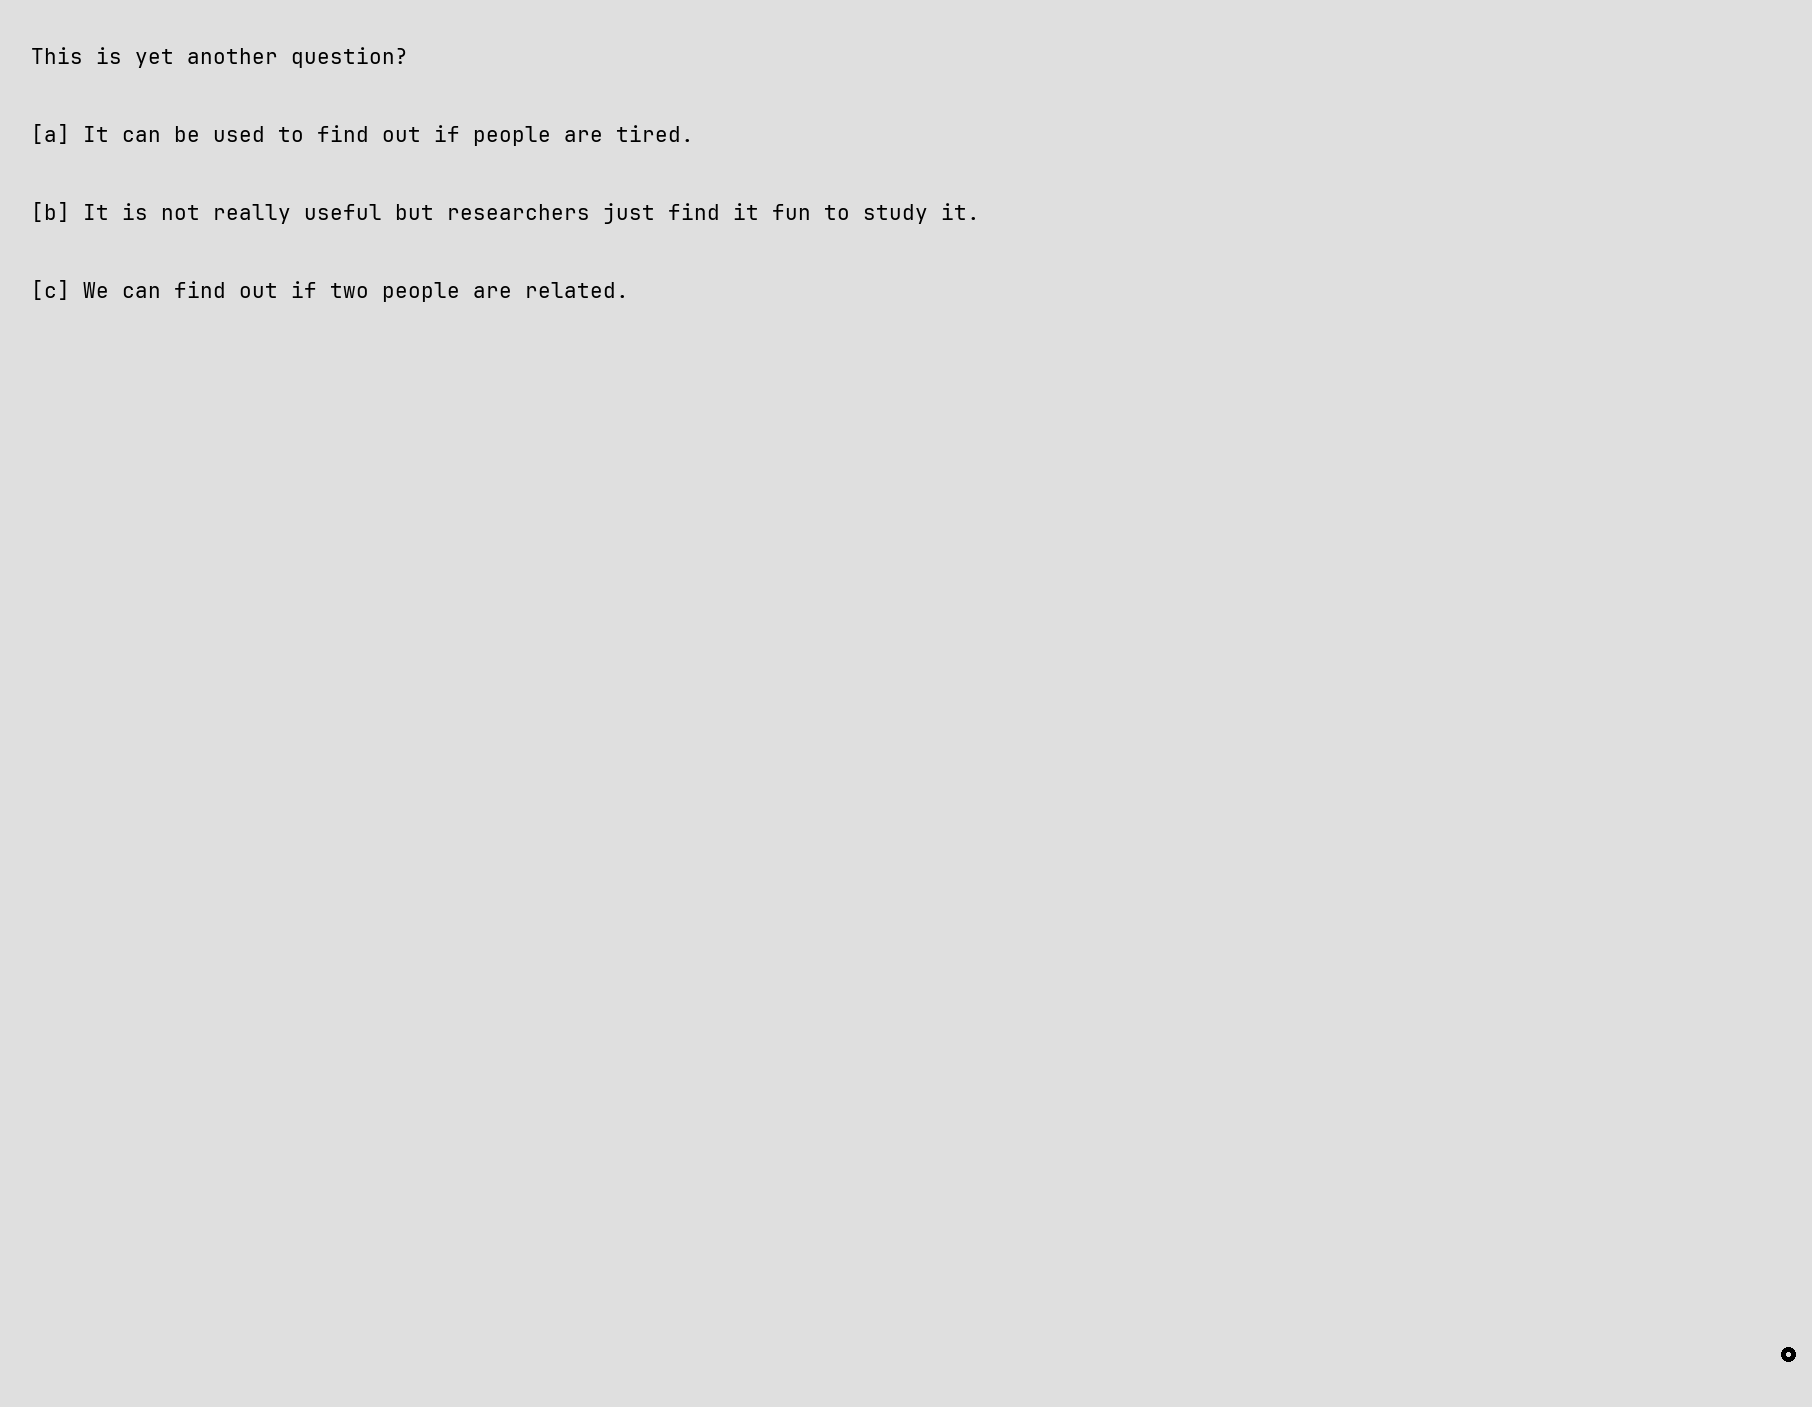 This is yet another question?
[a] It can be used to find out if people are tired.
[b] It is not really useful but researchers just find it fun to study it.
[c] We can find out if two people are related.